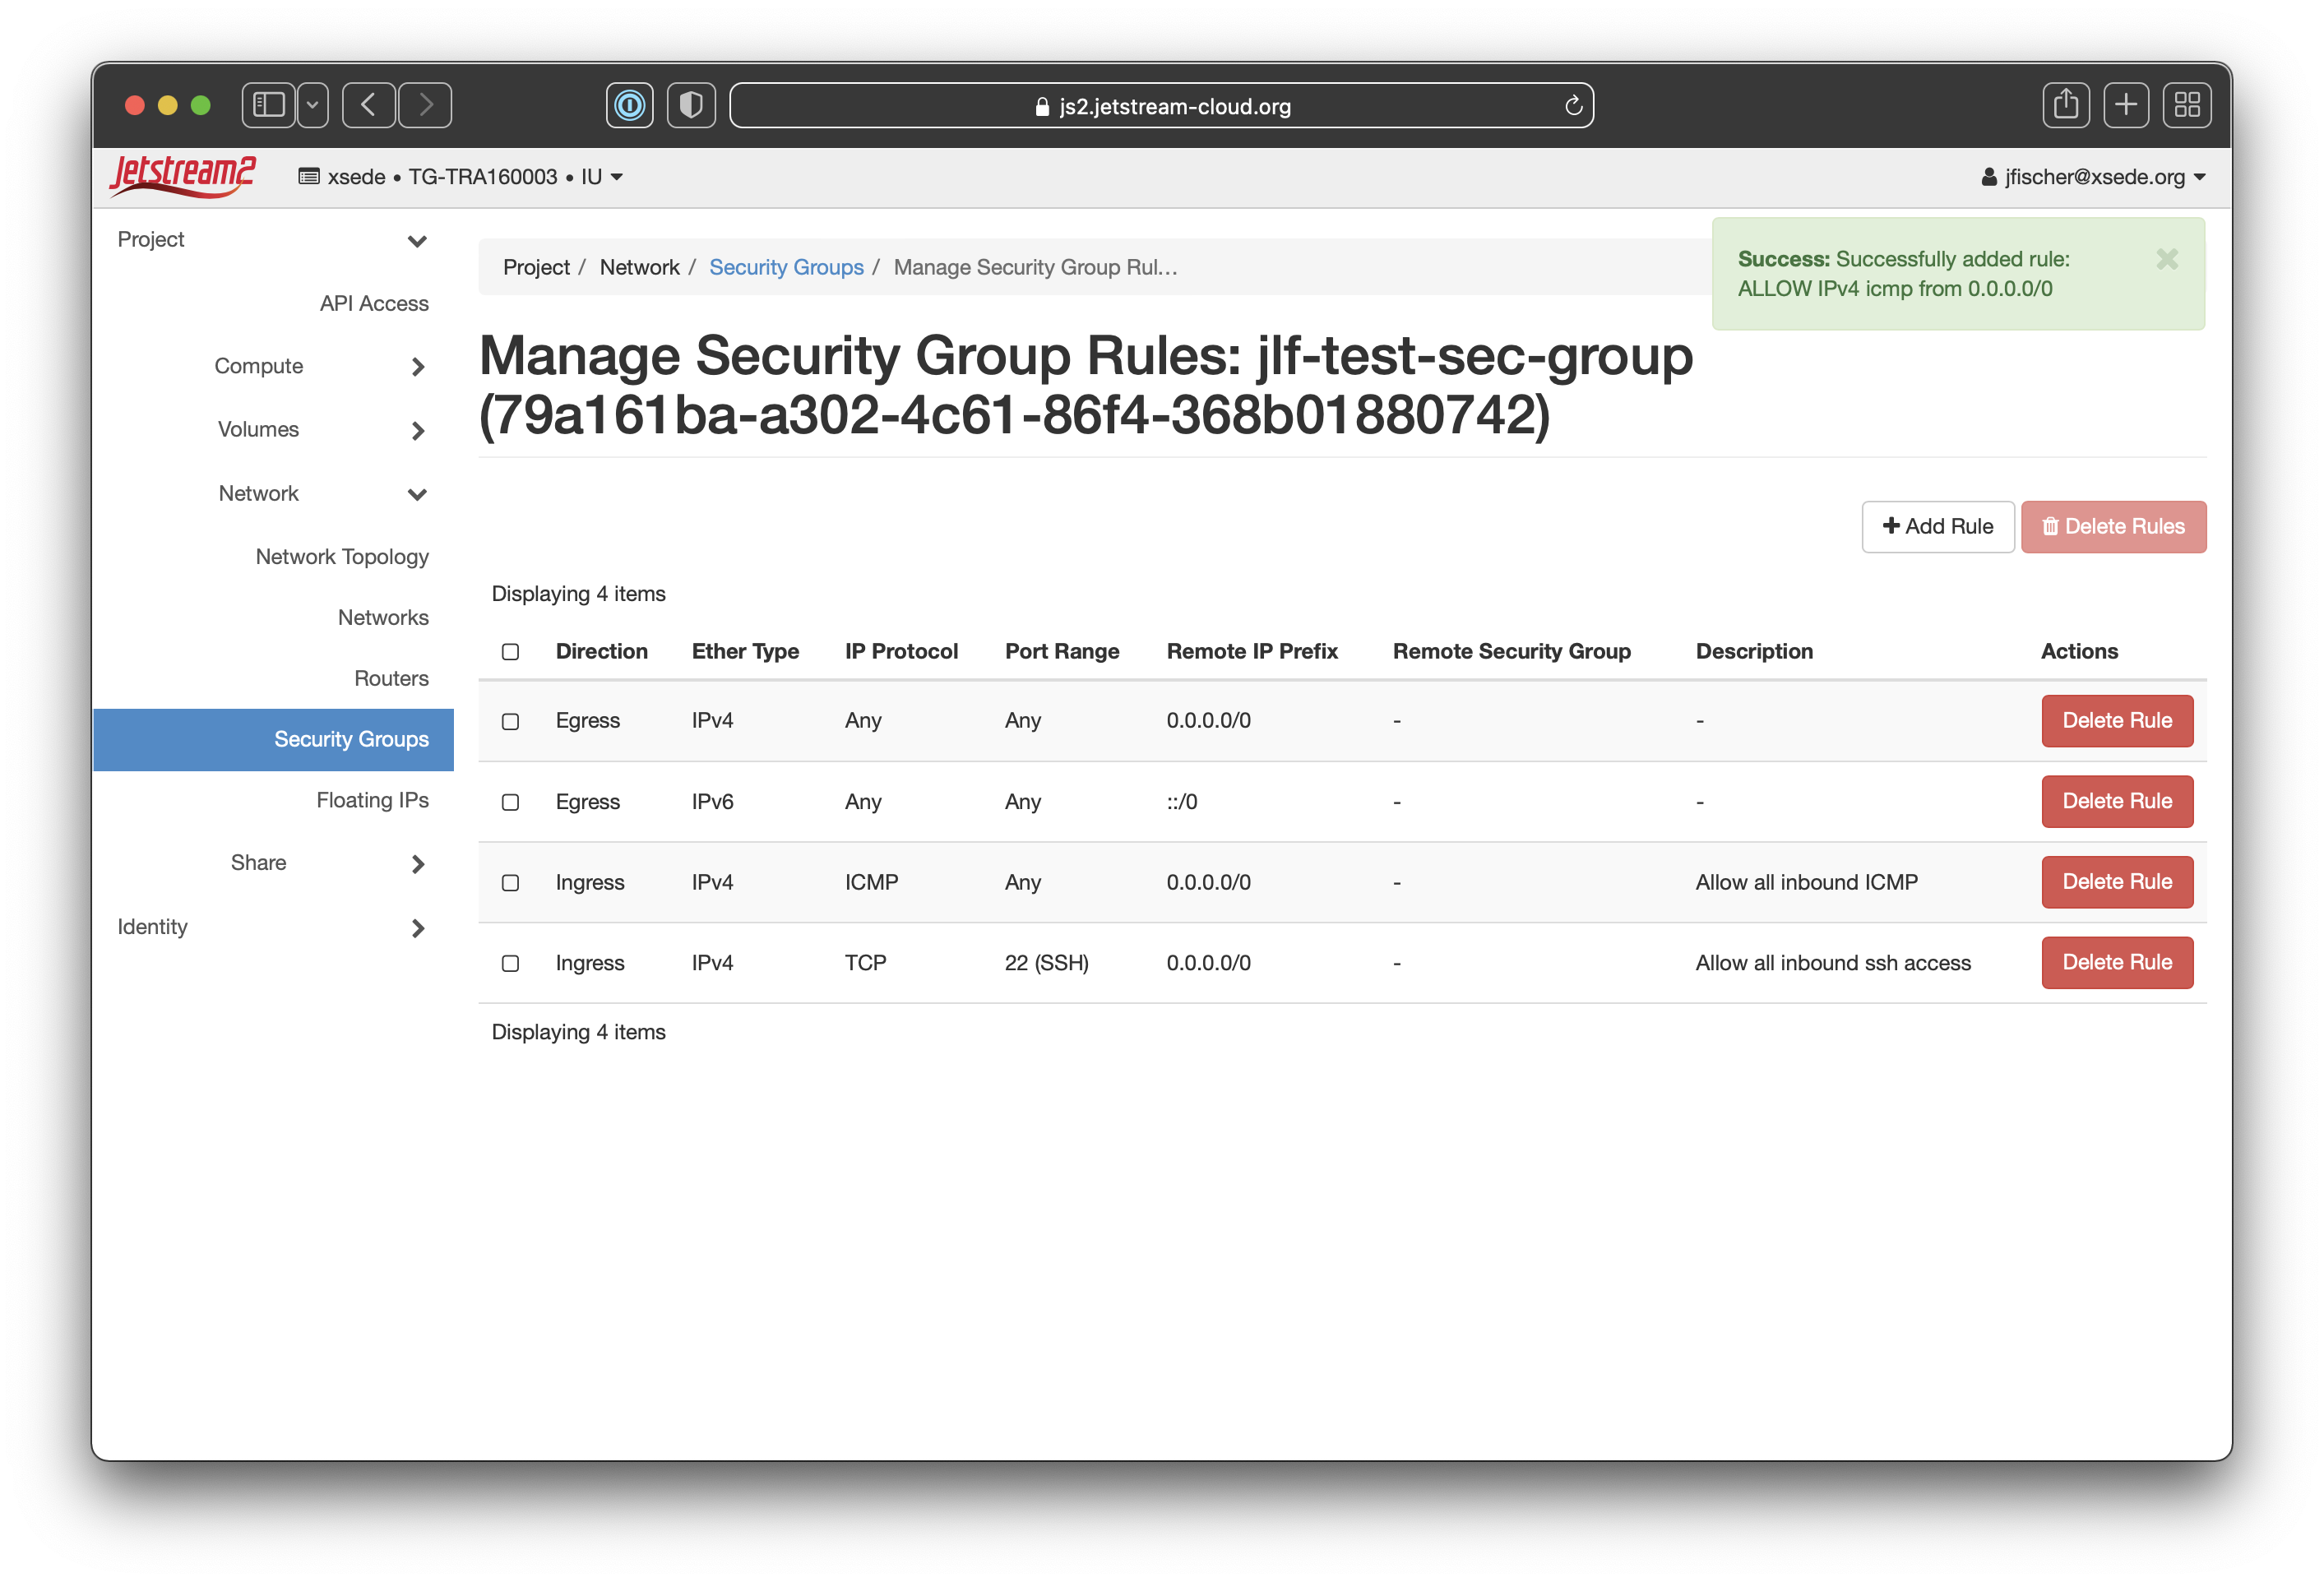 js2.jetstream-cloud.org
Jetstream2
xsede • TG-TRA160003 • IU
jfischer@xsede.org
Project
API Access
Compute
Volumes
Network
Network Topology
Networks
Routers
Security Groups
Floating IPs
Share
Identity
Project / Network / Security Groups / Manage Security Group Rul…
Success: Successfully added rule:
ALLOW IPv4 icmp from 0.0.0.0/0
Manage Security Group Rules: jlf-test-sec-group
(79a161ba-a302-4c61-86f4-368b01880742)
Add Rule
Delete Rules
Displaying 4 items
Direction Ether Type IP Protocol Port Range Remote IP Prefix Remote Security Group Description Actions
Egress IPv4 Any Any 0.0.0.0/0 - - Delete Rule
Egress IPv6 Any Any ::/0 - - Delete Rule
Ingress IPv4 ICMP Any 0.0.0.0/0 - Allow all inbound ICMP Delete Rule
Ingress IPv4 TCP 22 (SSH) 0.0.0.0/0 - Allow all inbound ssh access Delete Rule
Displaying 4 items